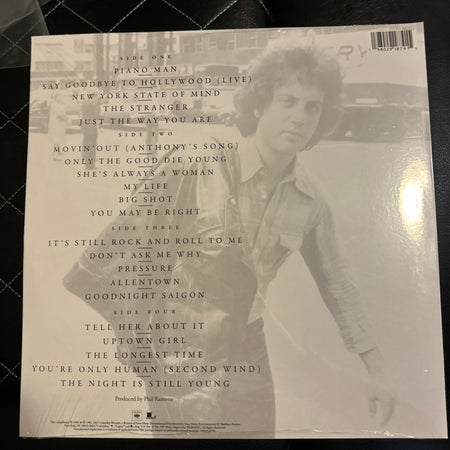 SIDE ONE
PIANO MAN
SAY GOODBYE TO HOLLYWOOD (LIVE)
NEW YORK STATE OF MIND
THE STRANGER
JUST THE WAY YOU ARE
SIDE TWO
MOVIN'OUT (ANTHONY'S SONG)
ONLY THE GOOD DIE YOUNG
SHE'S ALWAYS A WOMAN
MY LIFE
BIG SHOT
YOU MAY BE RIGHT
SIDE THREE
IT'S STILL ROCK AND ROLL TO ME
DON'T ASK ME WHY
PRESSURE
ALLENTOWN
GOODNIGHT SAIGON
SIDE FOUR
TELL HER ABOUT IT
UPTOWN GIRL
THE LONGEST TIME
YOU'RE ONLY HUMAN (SECOND WIND)
THE NIGHT IS STILL YOUNG
Produced by Phil Ramone